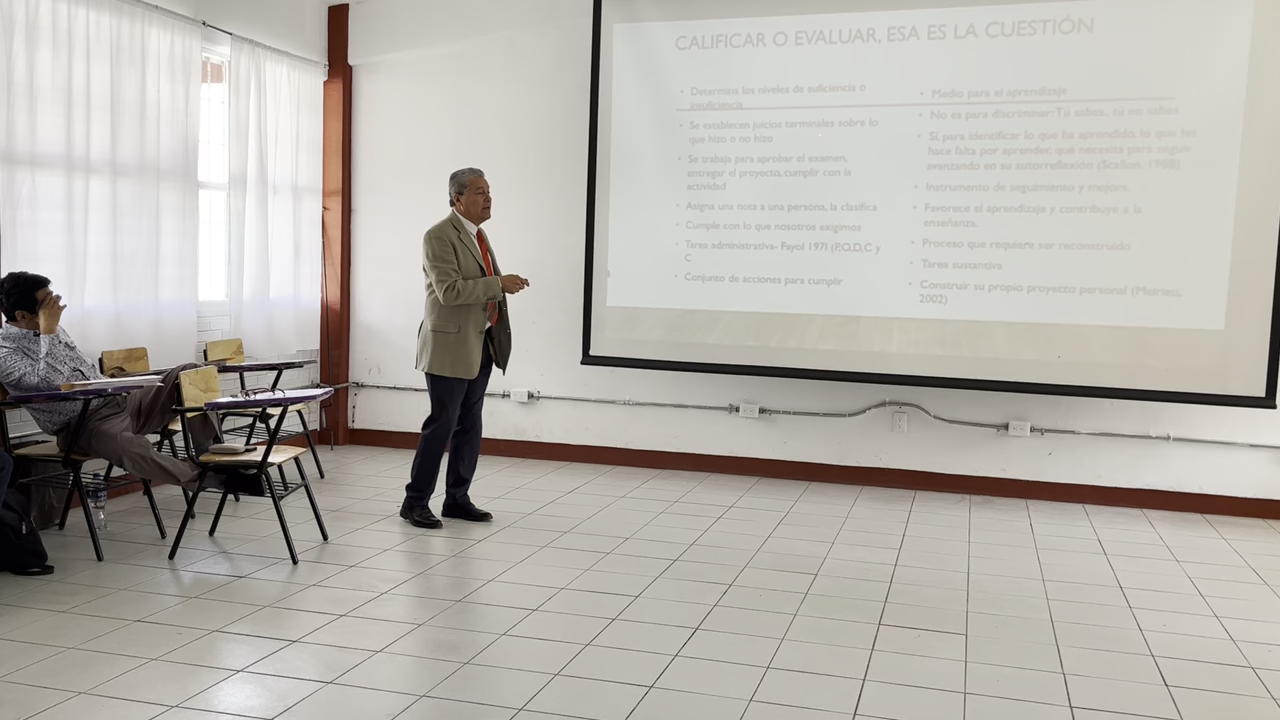 CALIFICAR O EVALUAR, ESA ES LA CUESTIÓN
• Determina los niveles de suficiencia o
insuficiencia
• Se establecen juicios terminales sobre lo
que hizo o no hizo
• Se trabaja para aprobar el examen,
entregar el proyecto, cumplir con la
actividad
• Asigna una nota a una persona, la clasifica
• Cumple con lo que nosotros exigimos
• Tarea administrativa- Fayol 1971 (P,O,D,C y
C
• Conjunto de acciones para cumplir
• Medio para el aprendizaje
• No es para discriminar: Tú sabes, tú no sabes
• Sí, para identificar lo que ha aprendido, lo que les
hace falta por aprender, qué necesita para seguir
avanzando en su autorreflexión (Scallon, 1988)
• Instrumento de seguimiento y mejora.
• Favorece el aprendizaje y contribuye a la
enseñanza.
• Proceso que requiere ser reconstruido
• Tarea sustantiva
• Construir su propio proyecto personal (Meirieu,
2002)